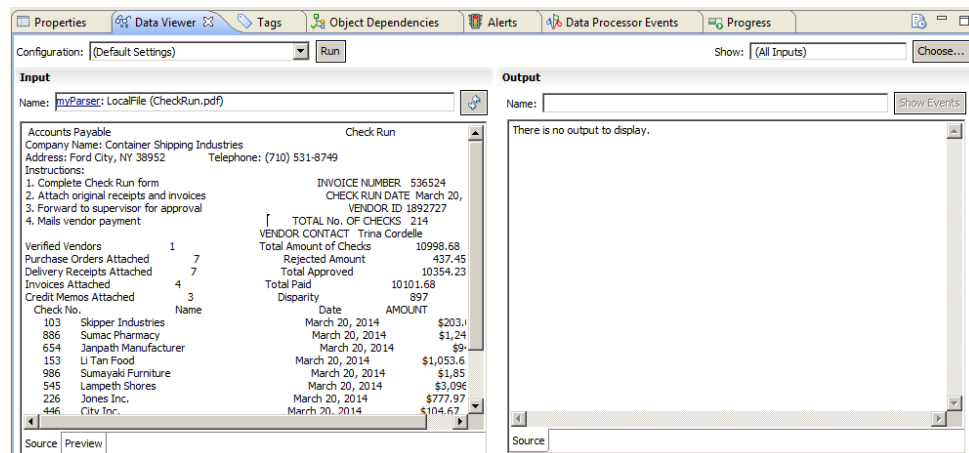 Properties Data Viewer Tags Object Dependencies Alerts Data Processor Events Progress
Configuration: (Default Settings) Run Show: (All Inputs) Choose...
Input Output
Name: myParser: LocalFile (CheckRun.pdf) Name: Show Events
Accounts Payable Check Run There is no output to display.
Company Name: Container Shipping Industries
Address: Ford City, NY 38952 Telephone: (710) 531-8749
Instructions:
1. Complete Check Run form INVOICE NUMBER 536524
2. Attach original receipts and invoices CHECK RUN DATE March 20,
3. Forward to supervisor for approval VENDOR ID 1892727
4. Mails vendor payment TOTAL No. OF CHECKS 214
VENDOR CONTACT Trina Cordelle
Verified Vendors 1 Total Amount of Checks 10998.68
Purchase Orders Attached 7 Rejected Amount 437.45
Delivery Receipts Attached 7 Total Approved 10354.23
Invoices Attached 4 Total Paid 10101.68
Credit Memos Attached 3 Disparity 897
Check No. Name Date AMOUNT
103 Skipper Industries March 20, 2014 $203.
886 Sumac Pharmacy March 20, 2014 $1,24
654 Janpath Manufacturer March 20, 2014 $9
153 Li Tan Food March 20, 2014 $1,053.6
986 Sumayaki Furniture March 20, 2014 $1,85
545 Lampeth Shores March 20, 2014 $3,096
226 Jones Inc. March 20, 2014 $777.97
446 City Inc. March 20, 2014 $104.67
Source Preview Source